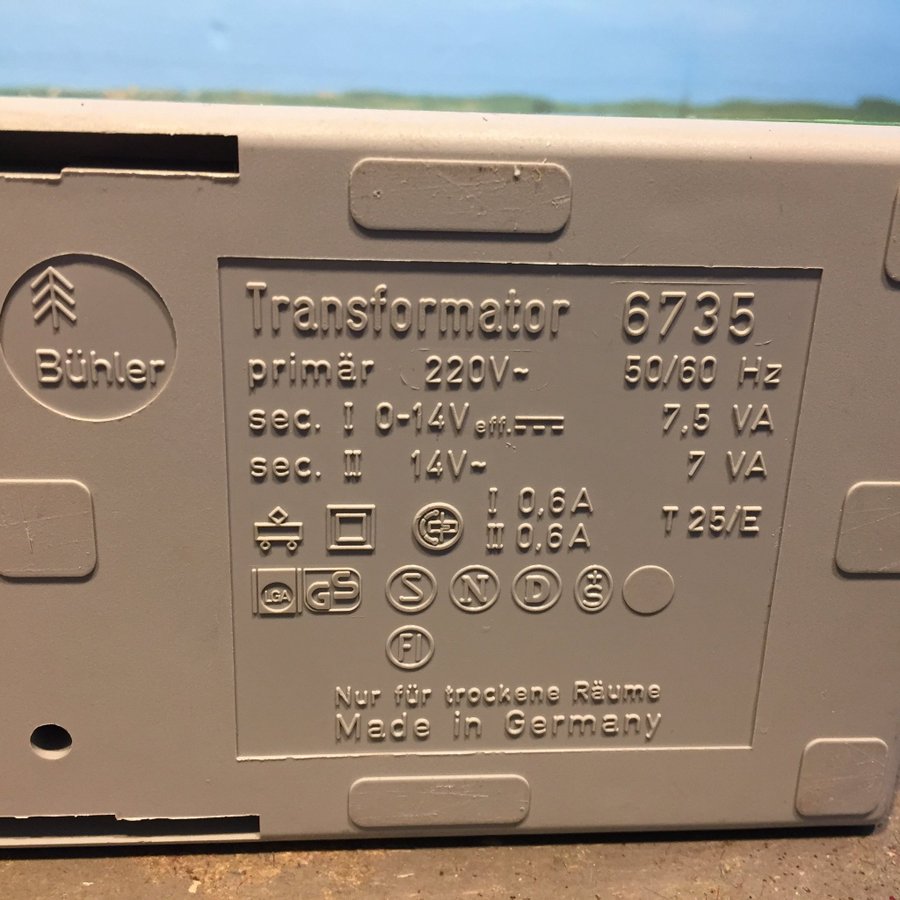 Bühler
Transformator 6735
primär 220V~ 50/60 Hz
sec. I 0-14V eff. 7,5 VA
sec. II 14V~ 7 VA
I 0,6A
II 0,6A
T 25/E
LGA GS S N D +S
FI
Nur für trockene Räume
Made in Germany